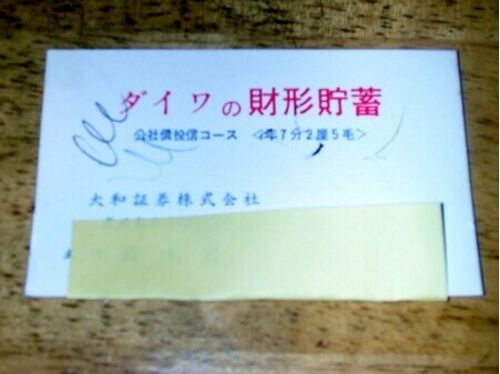 ダイワの財形貯蓄
公社債投信コース <年7分2厘5毛>
大和証券株式会社